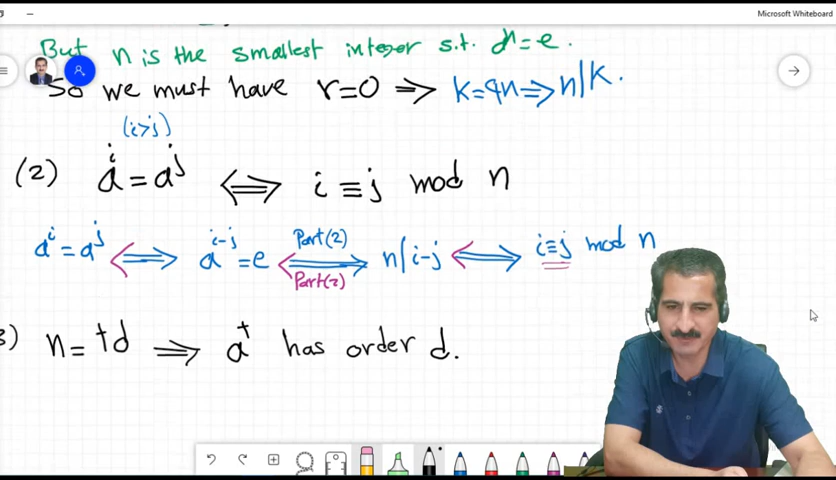 Microsoft Whiteboard
But n is the smallest integer s.t. aⁿ=e.
So we must have r=0 ⟹ k=qn⟹n|k.
(i>j)
(2) aⁱ=aʲ ⟺ i≡j mod n
aⁱ=aʲ ⟺ aⁱ⁻ʲ=e ⟺ n|i-j ⟺ i≡j mod n
Part(2)
Part(2)
3) n=td ⟹ aᵗ has order d.